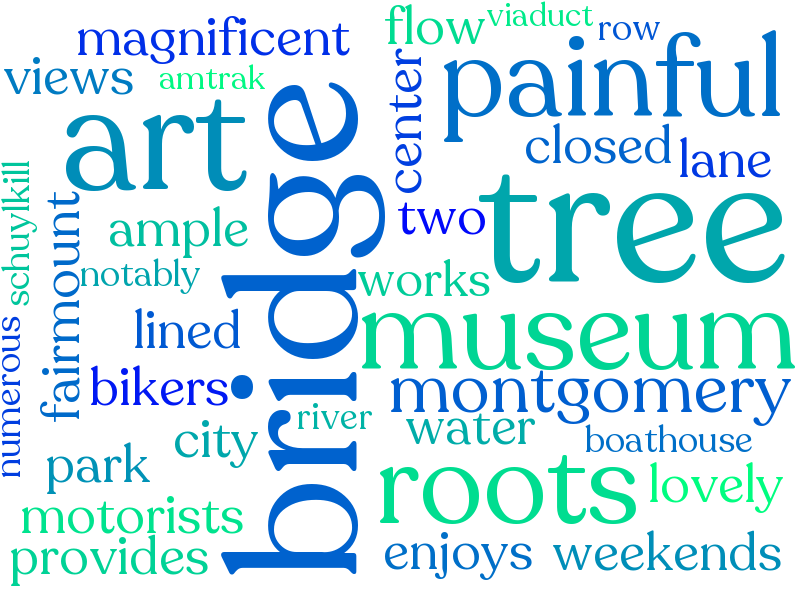 magnificent
flow
viaduct
row
views
amtrak
painful
art
center
closed
lane
bridge
tree
two
schuylkill
fairmount
ample
notably
works
lined
museum
numerous
bikers
montgomery
river
city
water
boathouse
park
roots
lovely
motorists
provides
enjoys
weekends